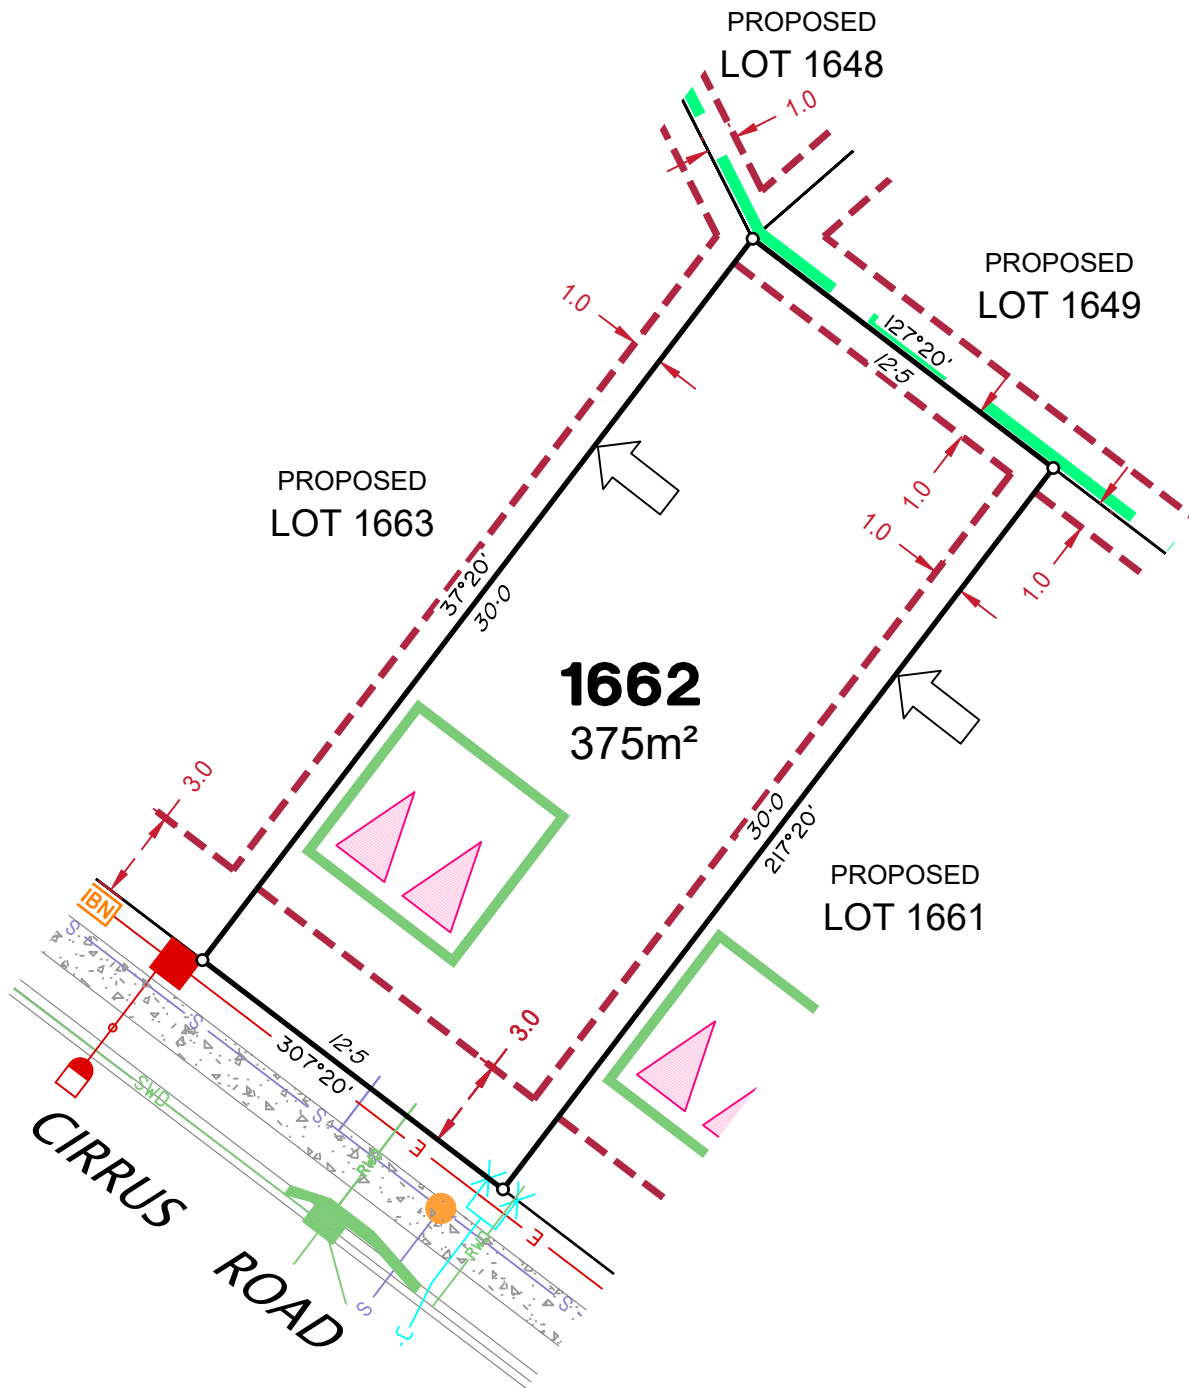 PROPOSED
LOT 1648
1.0
PROPOSED
LOT 1649
1.0
127°20'
12·5
PROPOSED
LOT 1663
1.0
1.0
1.0
37°20'
30·0
1662
375m²
3.0
30·0
217°20'
PROPOSED
LOT 1661
IBN
S
S
3.0
12·5
307°20'
SWD
S
E
RWD
E
RWD
S
S
CIRRUS ROAD